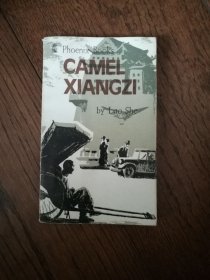 Phoenix Books
CAMEL
XIANGZI
by Lao She